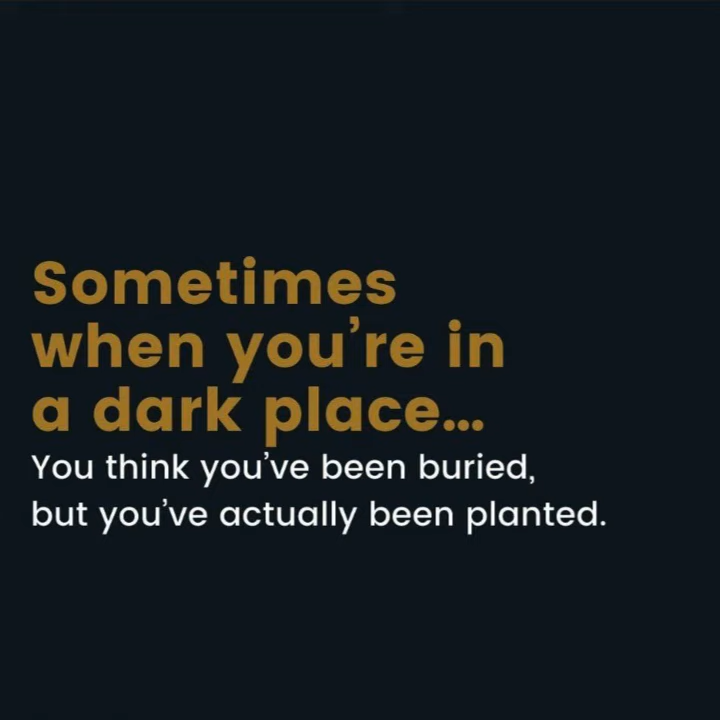 Sometimes
when you’re in
a dark place...
You think you’ve been buried,
but you’ve actually been planted.